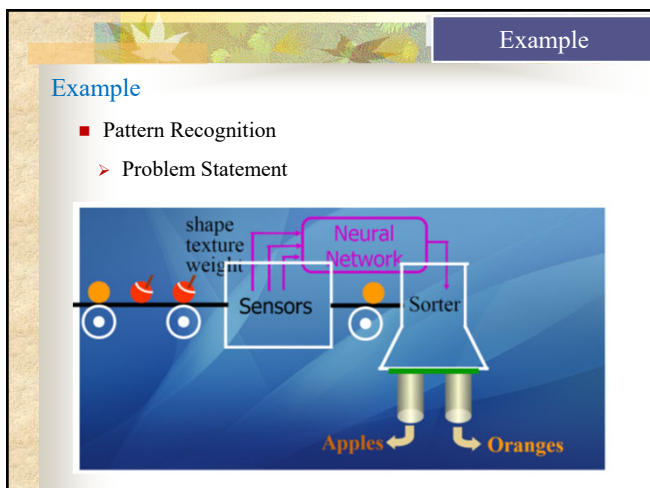 Example
Example
Pattern Recognition
Problem Statement
shape
texture
weight
Neural
Network
Sensors
Sorter
Apples
Oranges